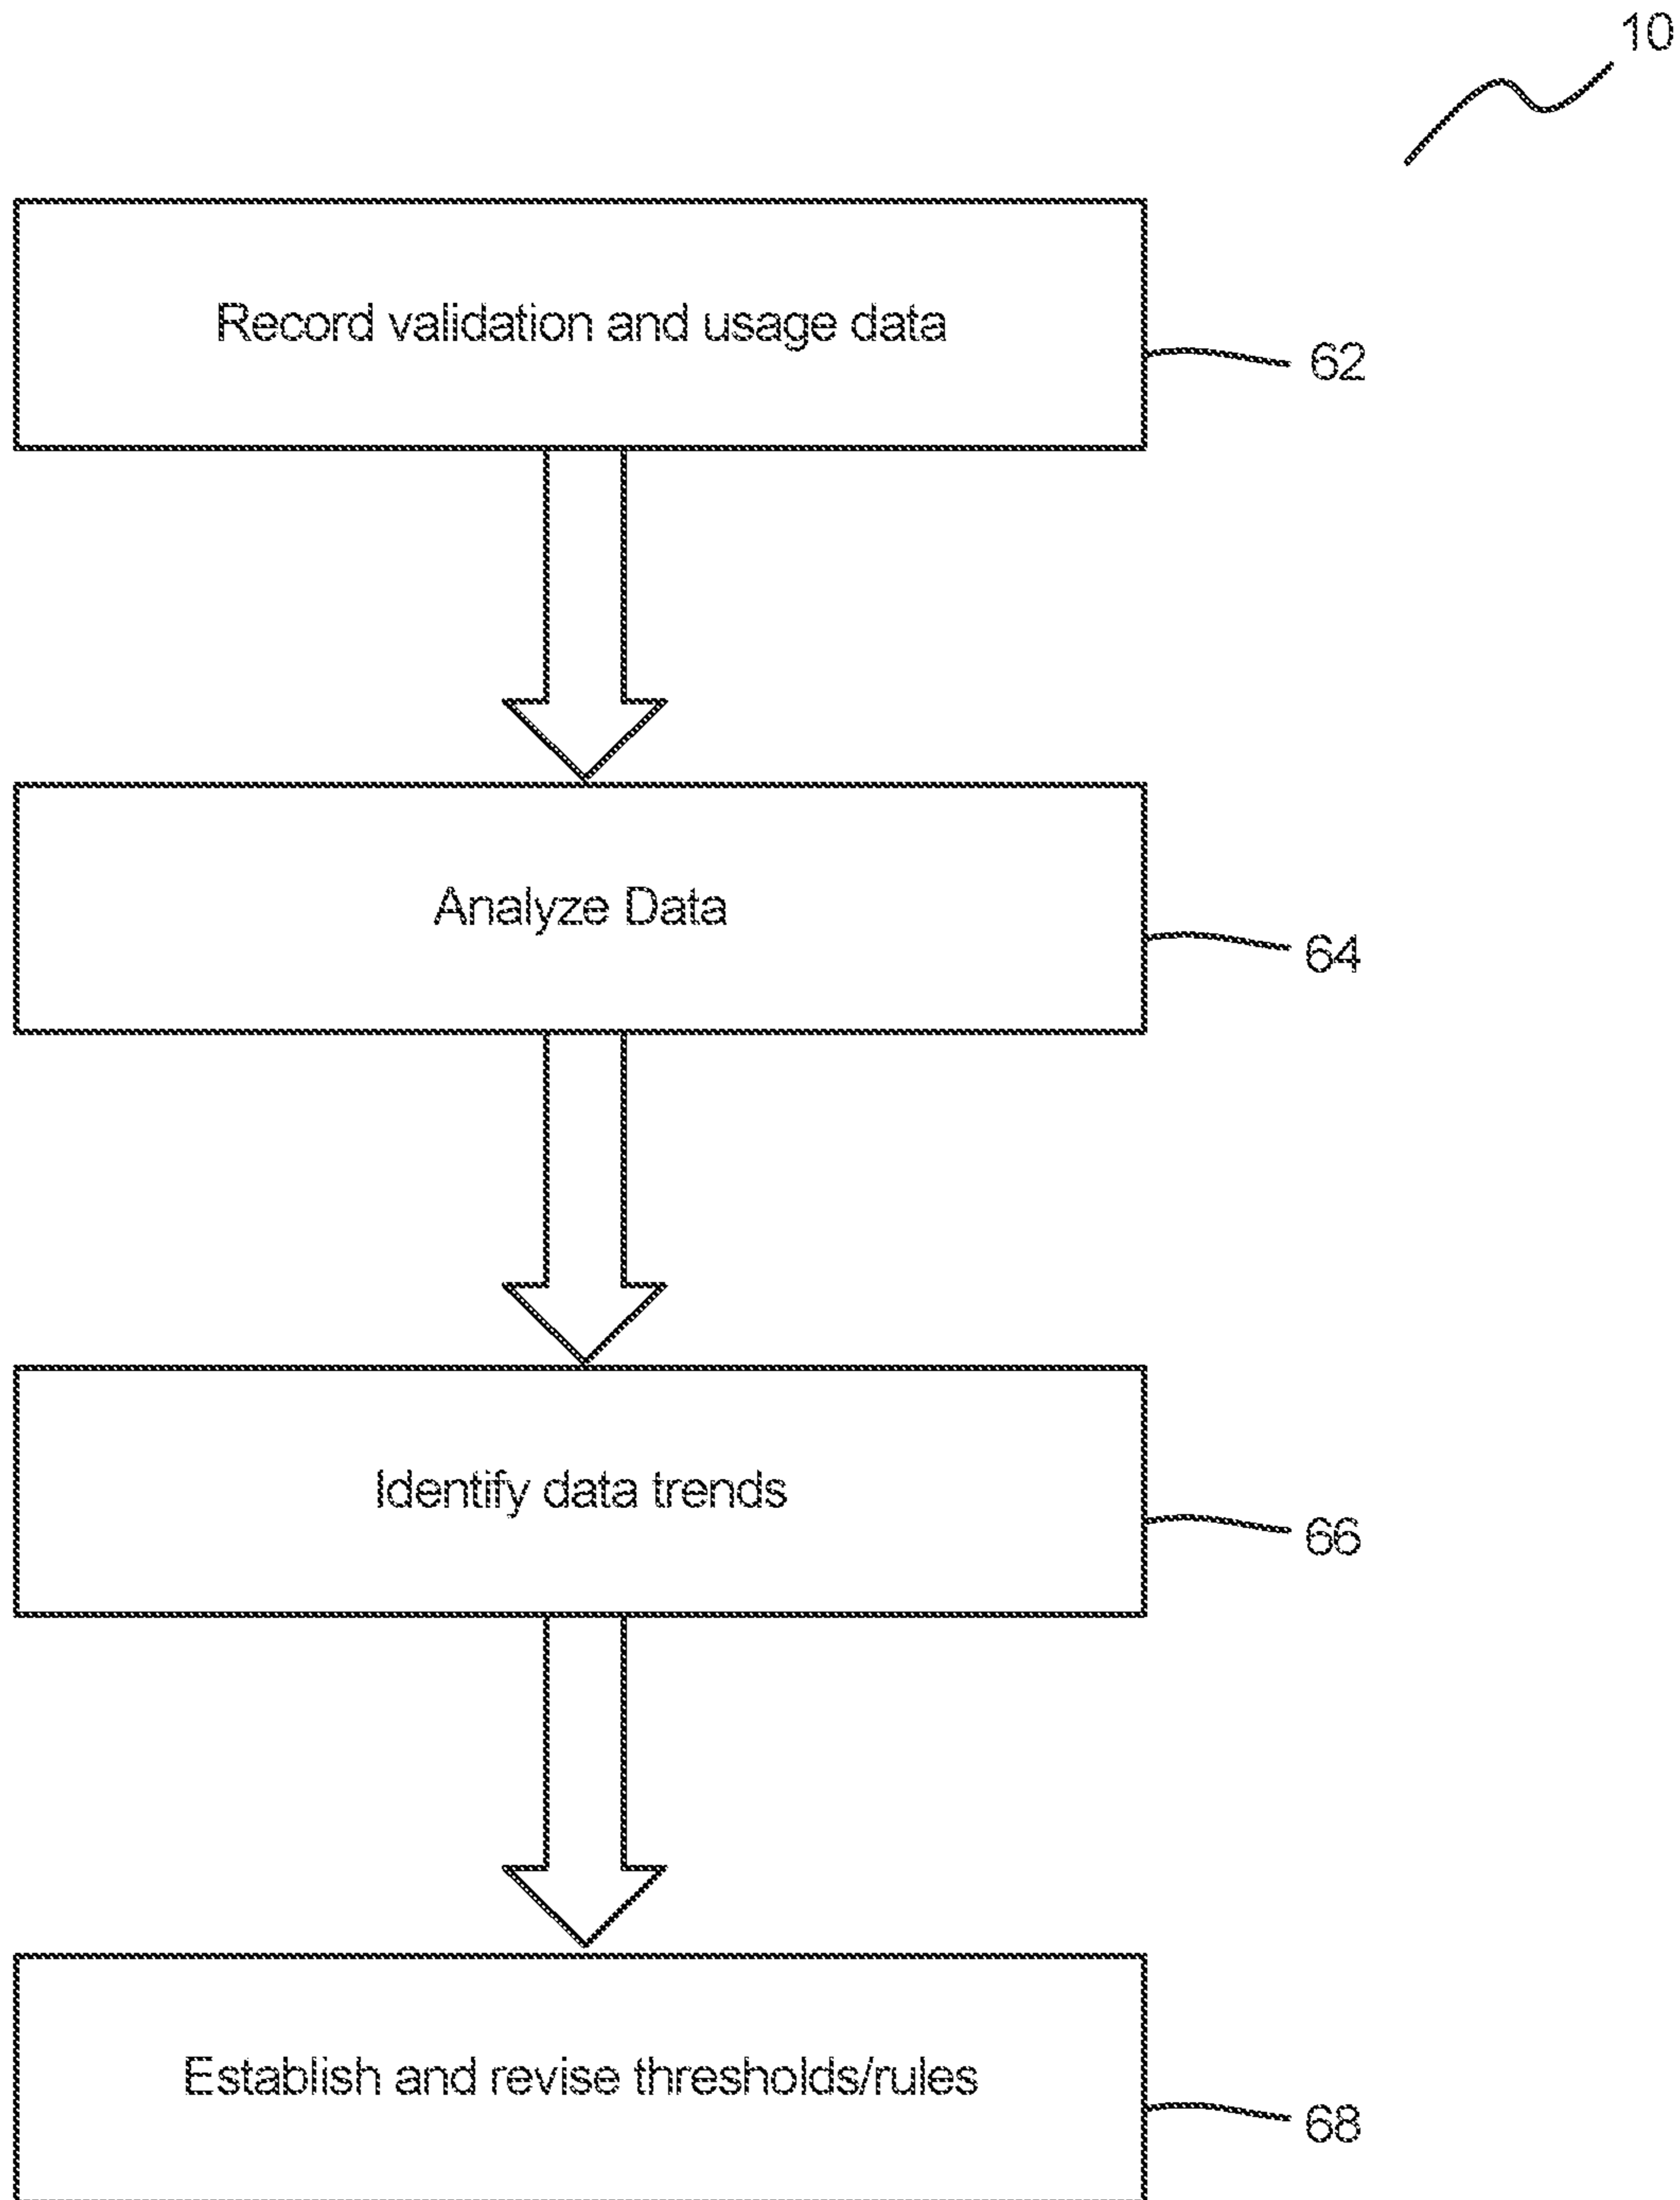 10
Record validation and usage data
62
Analyze Data
64
Identify data trends
66
Establish and revise thresholds/rules
68